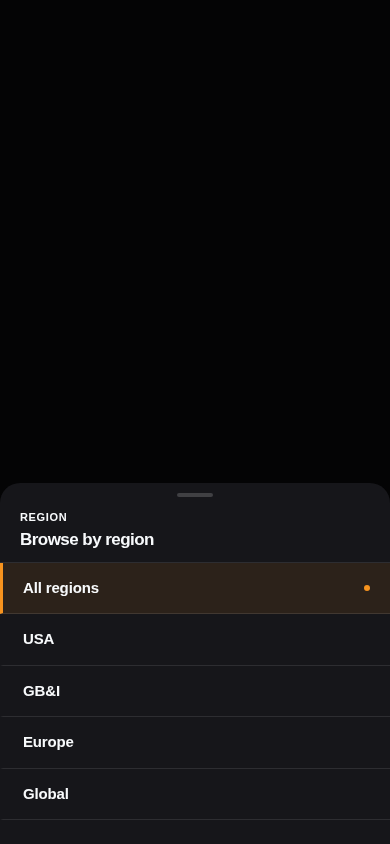 REGION
Browse by region
All regions
USA
GB&I
Europe
Global